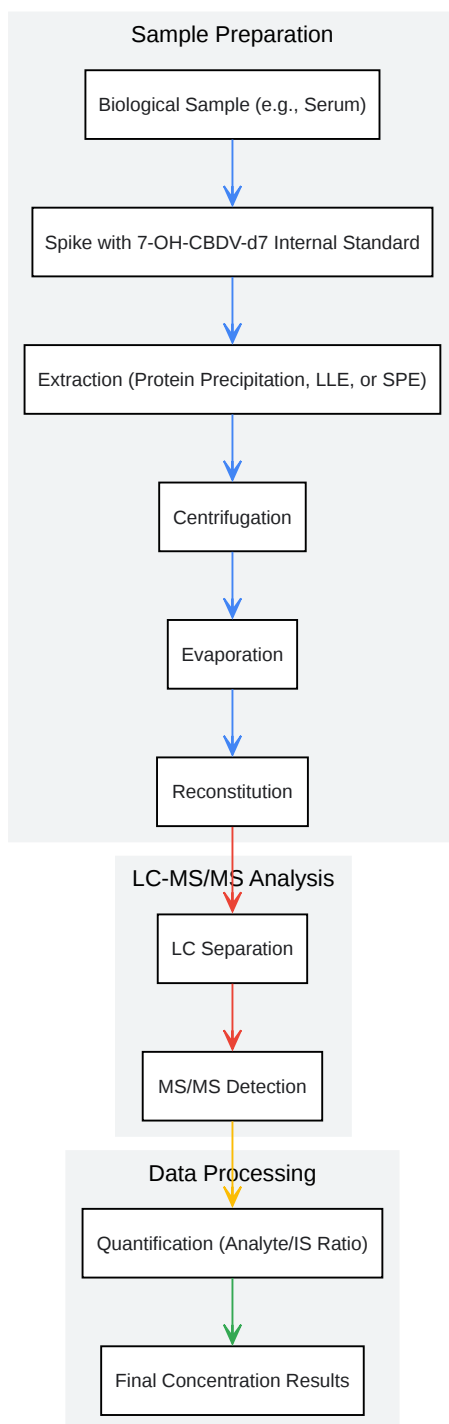 Sample Preparation
Biological Sample (e.g., Serum)
Spike with 7-OH-CBDV-d7 Internal Standard
Extraction (Protein Precipitation, LLE, or SPE)
Centrifugation
Evaporation
Reconstitution
LC-MS/MS Analysis
LC Separation
MS/MS Detection
Data Processing
Quantification (Analyte/IS Ratio)
Final Concentration Results